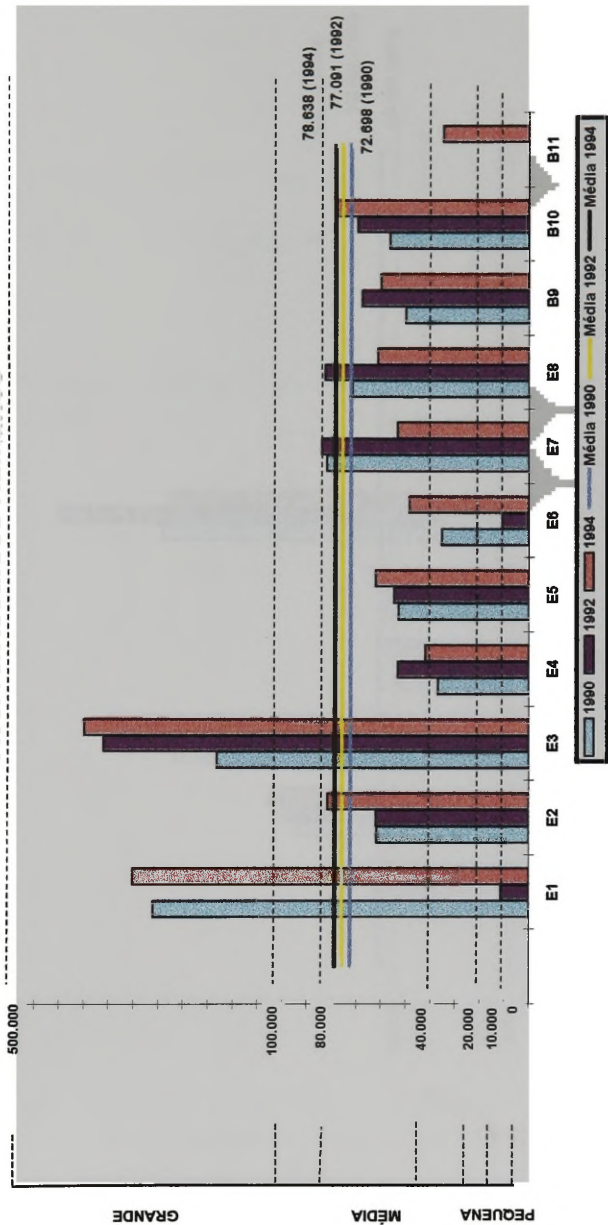 500.000
100.000
80.000
40.000
20.000
10.000
0
GRANDE
MÉDIA
PEQUENA
78.638 (1994)
77.091 (1992)
72.698 (1990)
E1
E2
E3
E4
E5
E6
E7
E8
B9
B10
B11
1990
1992
1994
Média 1990
Média 1992
Média 1994